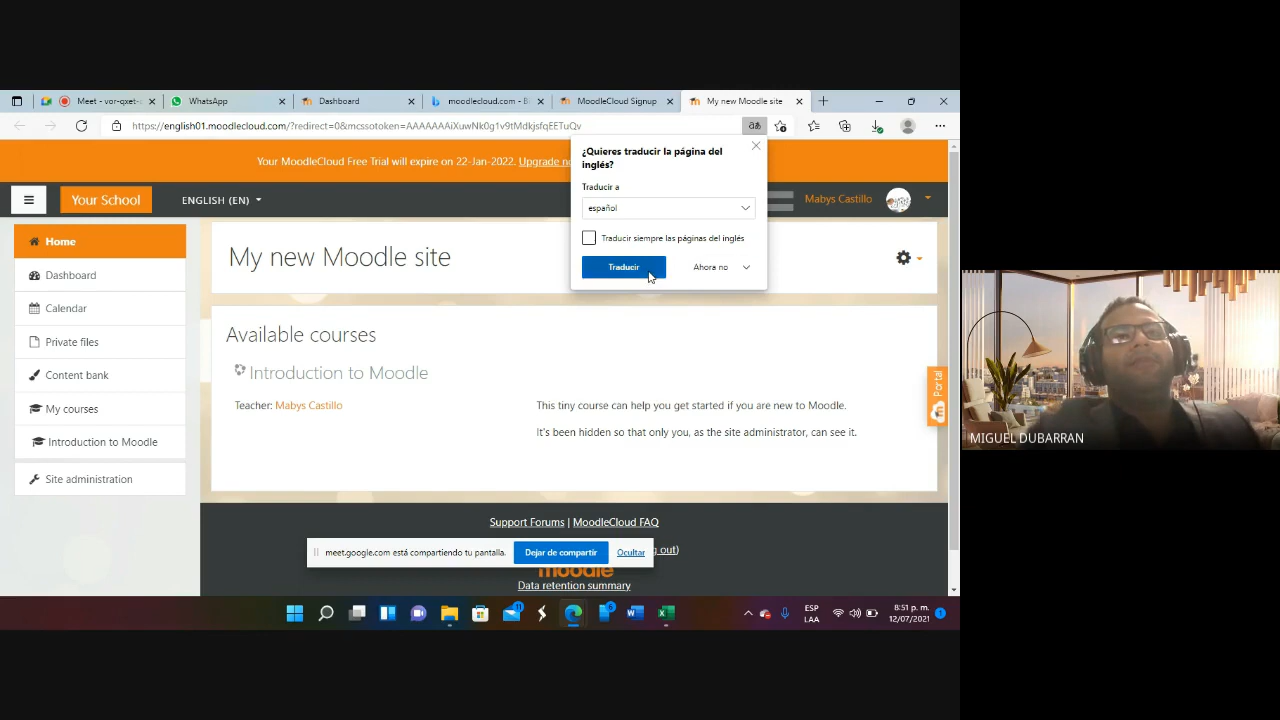 Meet - vor-qxet-
WhatsApp
Dashboard
moodlecloud.com - B
MoodleCloud Signup
My new Moodle site
https://english01.moodlecloud.com/?redirect=0&mcssotoken=AAAAAAAiXuwNk0g1v9tMdkjsfqEETuQv
Your MoodleCloud Free Trial will expire on 22-Jan-2022. Upgrade n
¿Quieres traducir la página del
inglés?
Traducir a
español
Traducir siempre las páginas del inglés
Traducir
Ahora no
Your School
ENGLISH (EN)
Mabys Castillo
Home
Dashboard
Calendar
Private files
Content bank
My courses
Introduction to Moodle
Site administration
My new Moodle site
Available courses
Introduction to Moodle
Teacher: Mabys Castillo
This tiny course can help you get started if you are new to Moodle.
It's been hidden so that only you, as the site administrator, can see it.
Portal
Support Forums | MoodleCloud FAQ
out)
meet.google.com está compartiendo tu pantalla.
Dejar de compartir
Ocultar
moodle
Data retention summary
ESP
LAA
8:51 p. m.
12/07/2021
MIGUEL DUBARRAN